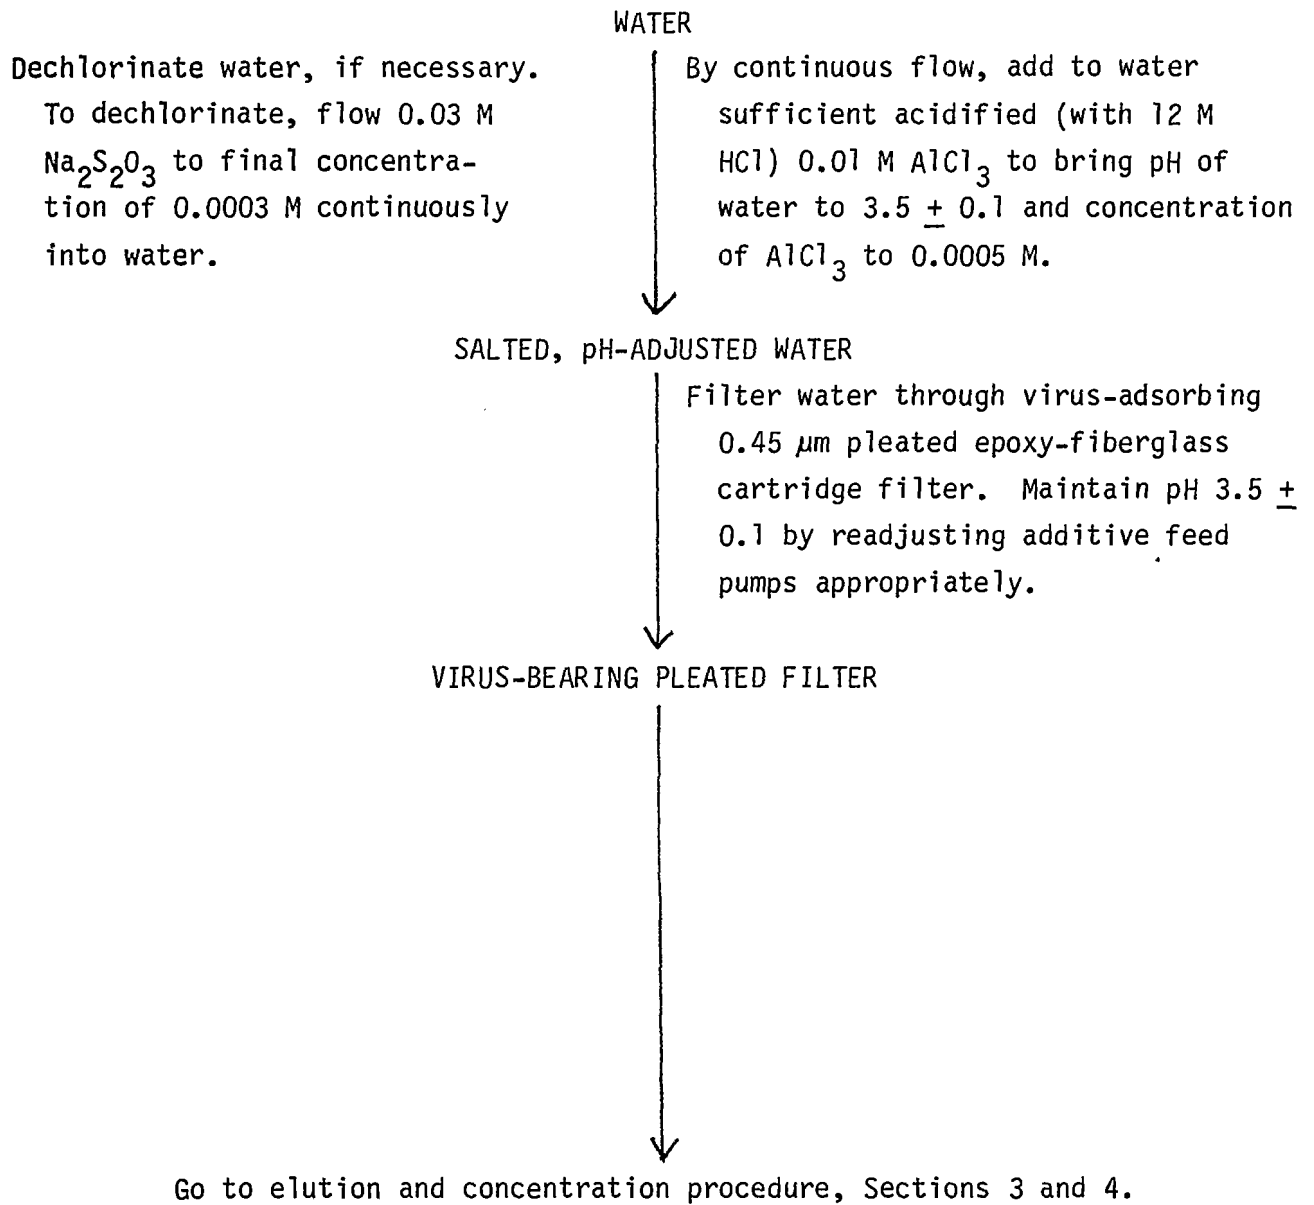 WATER
Dechlorinate water, if necessary.
To dechlorinate, flow 0.03 M
Na2S2O3 to final concentra-
tion of 0.0003 M continuously
into water.
By continuous flow, add to water
sufficient acidified (with 12 M
HCl) 0.01 M AlCl3 to bring pH of
water to 3.5 ± 0.1 and concentration
of AlCl3 to 0.0005 M.
SALTED, pH-ADJUSTED WATER
Filter water through virus-adsorbing
0.45 μm pleated epoxy-fiberglass
cartridge filter. Maintain pH 3.5 ±
0.1 by readjusting additive feed
pumps appropriately.
VIRUS-BEARING PLEATED FILTER
Go to elution and concentration procedure, Sections 3 and 4.